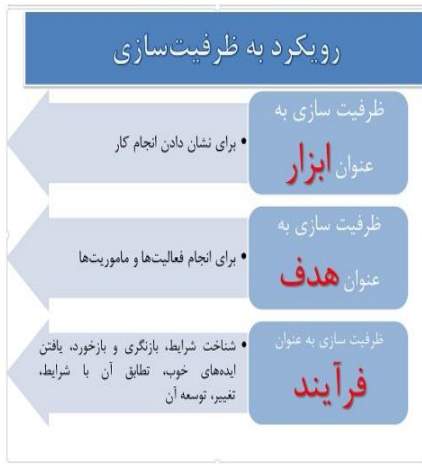 رویکرد به ظرفیت‌سازی
ظرفیت سازی به
عنوان ابزار
• برای نشان دادن انجام کار
ظرفیت سازی به
عنوان هدف
• برای انجام فعالیت‌ها و ماموریت‌ها
ظرفیت سازی به عنوان
فرآیند
• شناخت شرایط، بازنگری و بازخورد، یافتن
ایده‌های خوب، تطابق آن با شرایط،
تغییر، توسعه آن